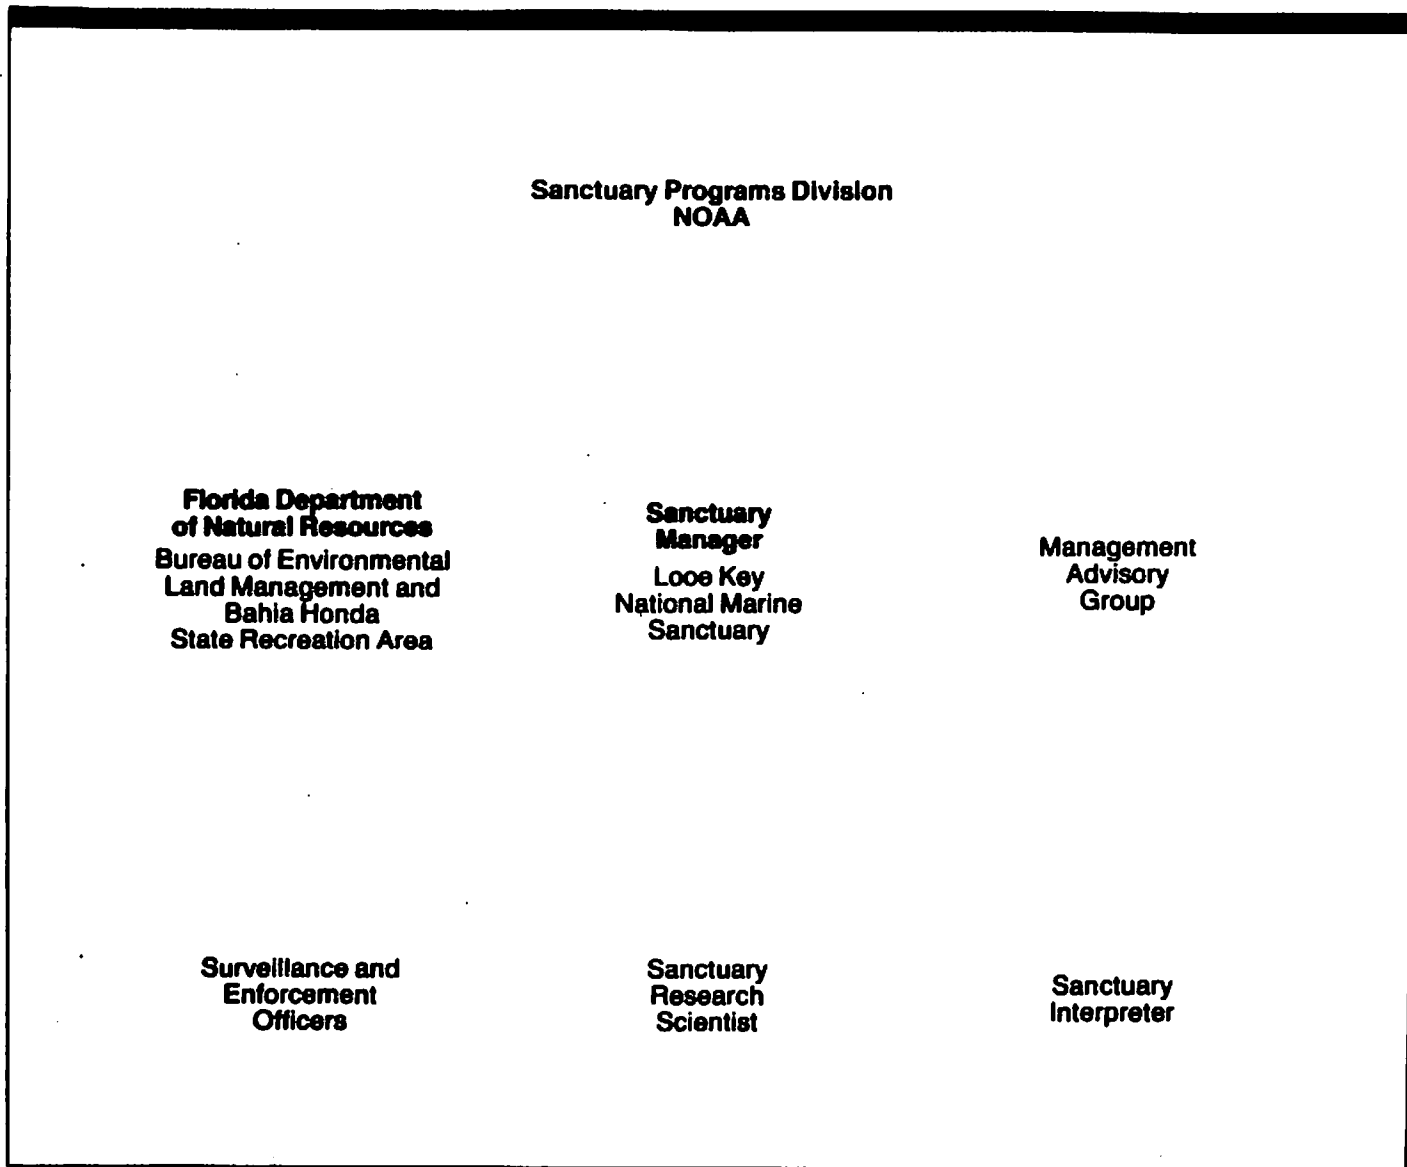 Sanctuary Programs Division
NOAA
Florida Department
of Natural Resources
Bureau of Environmental
Land Management and
Bahia Honda
State Recreation Area
Sanctuary
Manager
Looe Key
National Marine
Sanctuary
Management
Advisory
Group
Surveillance and
Enforcement
Officers
Sanctuary
Research
Scientist
Sanctuary
Interpreter